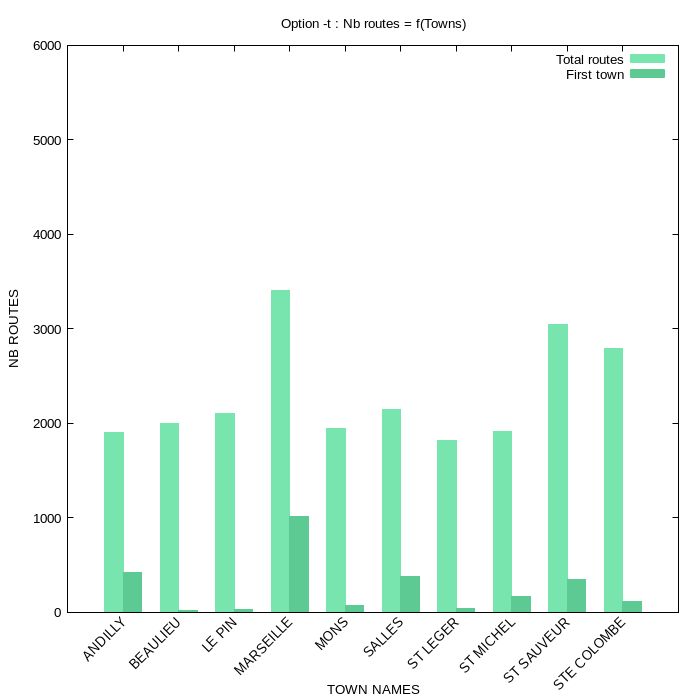 Option -t : Nb routes = f(Towns)
Total routes
First town
NB ROUTES
6000
5000
4000
3000
2000
1000
0
ANDILLY
BEAULIEU
LE PIN
MARSEILLE
MONS
SALLES
ST LEGER
ST MICHEL
ST SAUVEUR
STE COLOMBE
TOWN NAMES